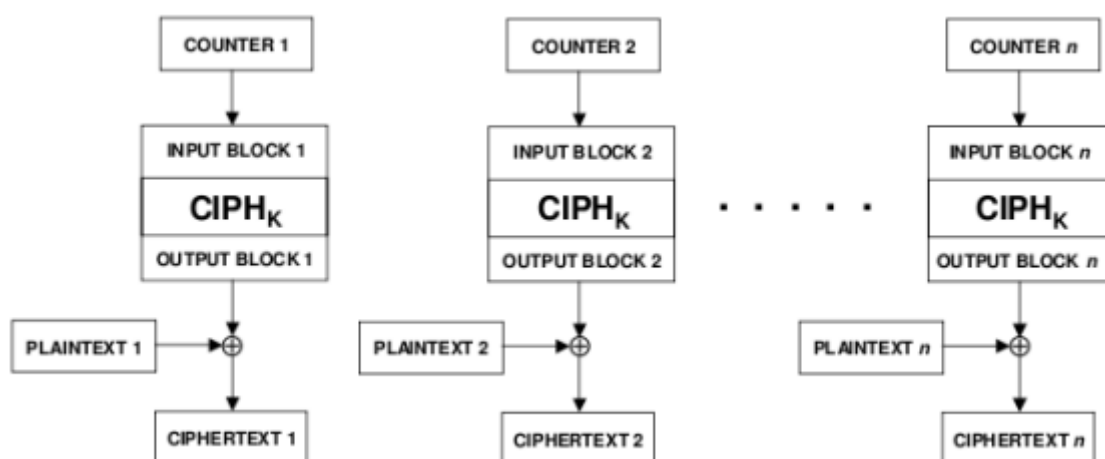 COUNTER 1 COUNTER 2 COUNTER n
INPUT BLOCK 1 INPUT BLOCK 2 INPUT BLOCK n
CIPHK CIPHK . . . . . CIPHK
OUTPUT BLOCK 1 OUTPUT BLOCK 2 OUTPUT BLOCK n
PLAINTEXT 1 PLAINTEXT 2 PLAINTEXT n
CIPHERTEXT 1 CIPHERTEXT 2 CIPHERTEXT n